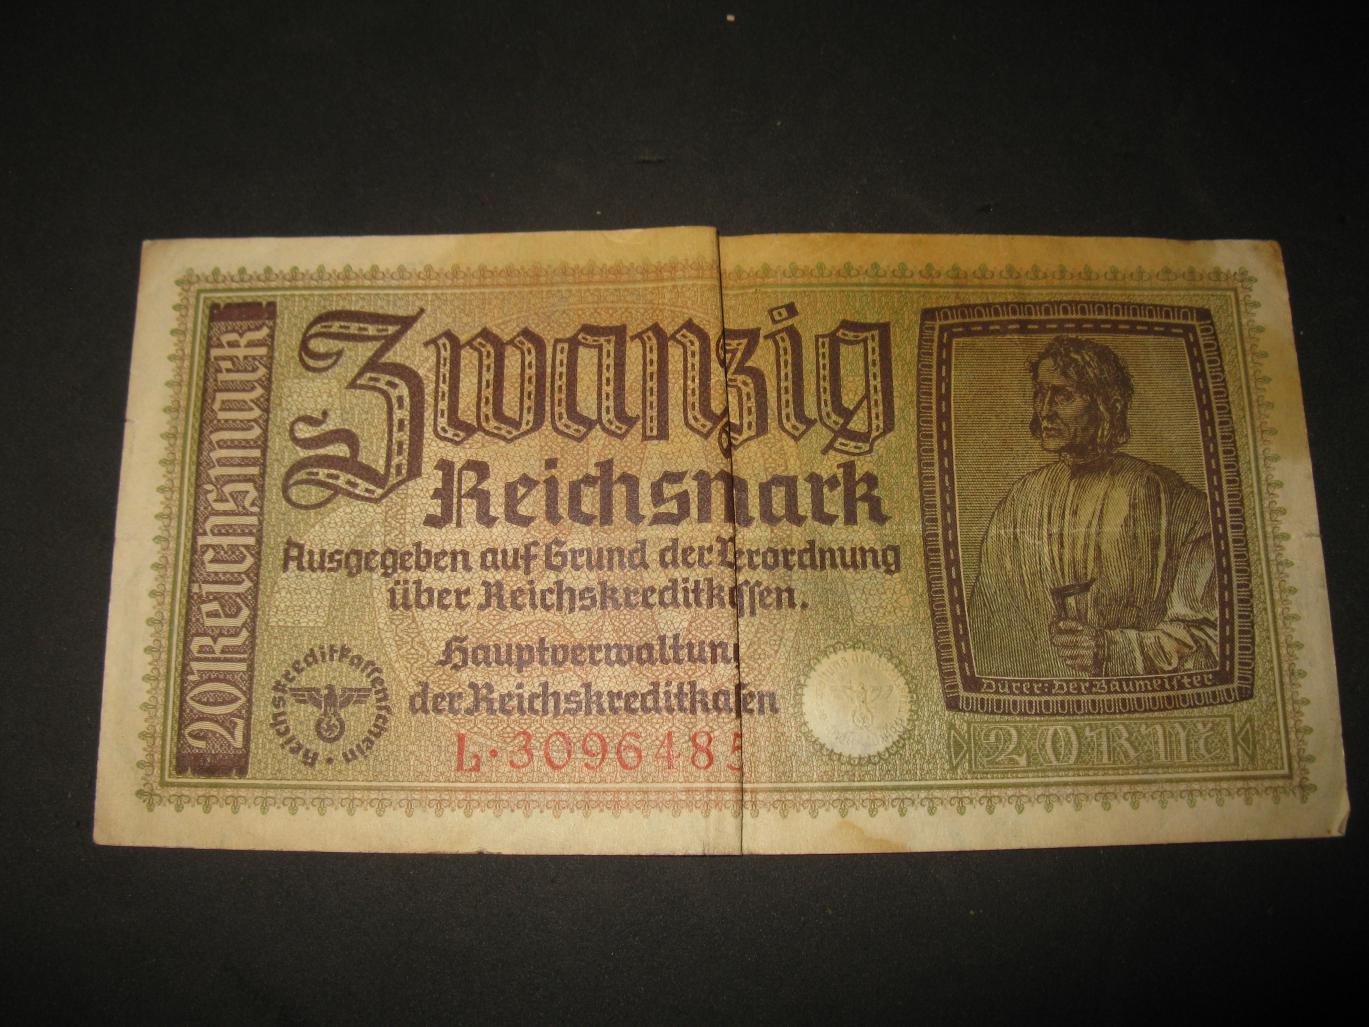 20 Reichsmark
Zwanzig
Reichsmark
Ausgegeben auf Grund der Verordnung
über Reichskreditkassen.
Hauptverwaltun
der Reichskreditkassen
Reichskreditkassenschein
L·3096485
Dürer: Der Baumeister
20 RM